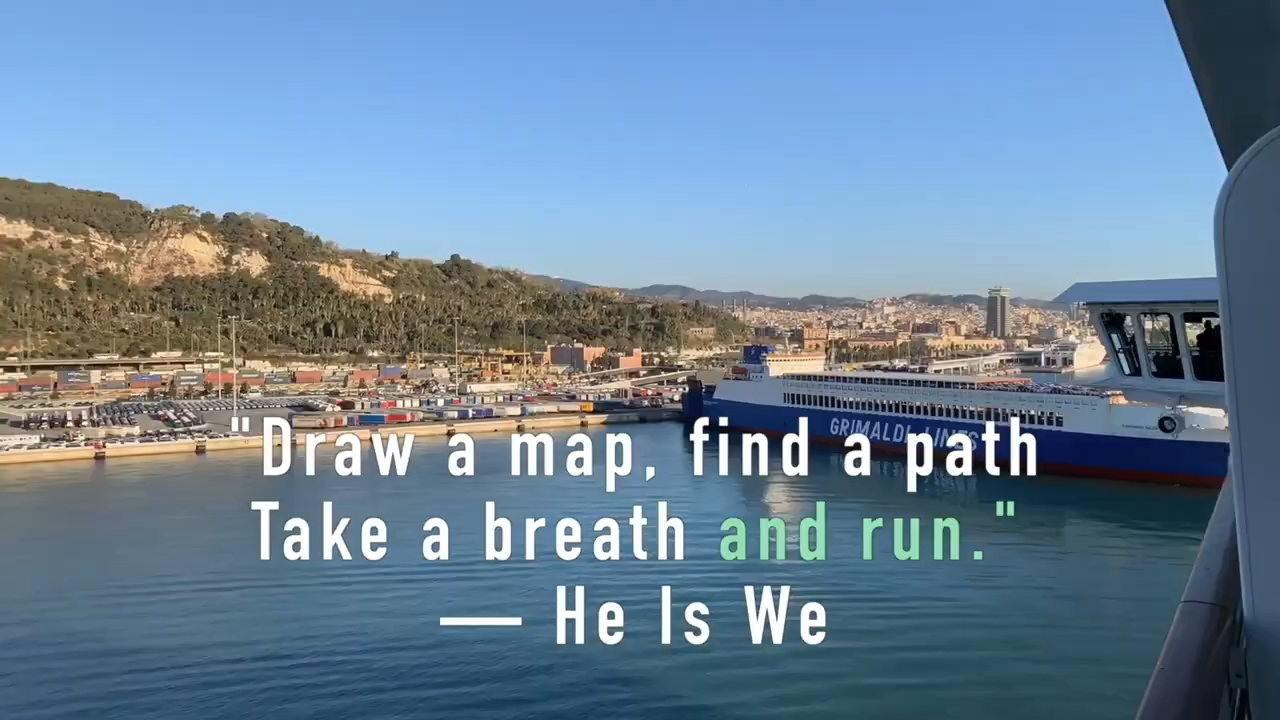 GRIMALDI LINES
"Draw a map, find a path
Take a breath and run."
— He Is We